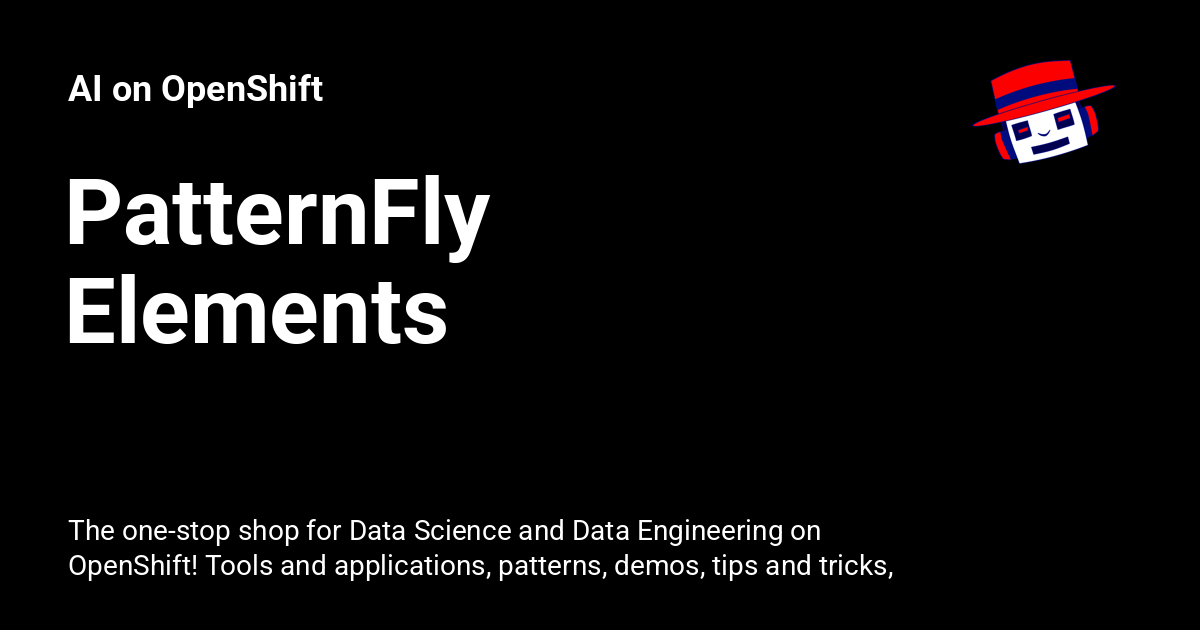 AI on OpenShift
PatternFly
Elements
The one-stop shop for Data Science and Data Engineering on
OpenShift! Tools and applications, patterns, demos, tips and tricks,